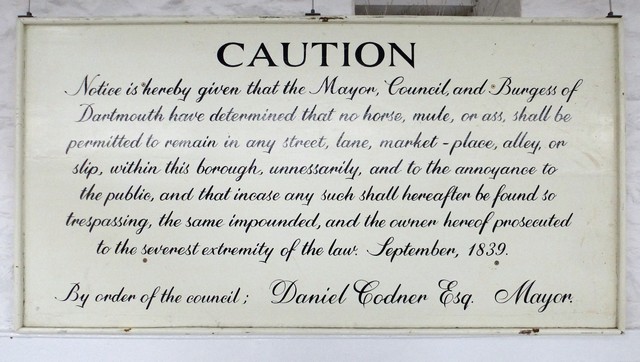 CAUTION
Notice is hereby given that the Mayor, Council, and Burgess of
Dartmouth have determined that no horse, mule, or ass, shall be
permitted to remain in any street, lane, market - place, alley, or
slip, within this borough, unnessarily, and to the annoyance to
the public, and that incase any such shall hereafter be found so
trespassing, the same impounded, and the owner hereof prosecuted
to the severest extremity of the law. September, 1839.
By order of the council; Daniel Codner Esq. Mayor.